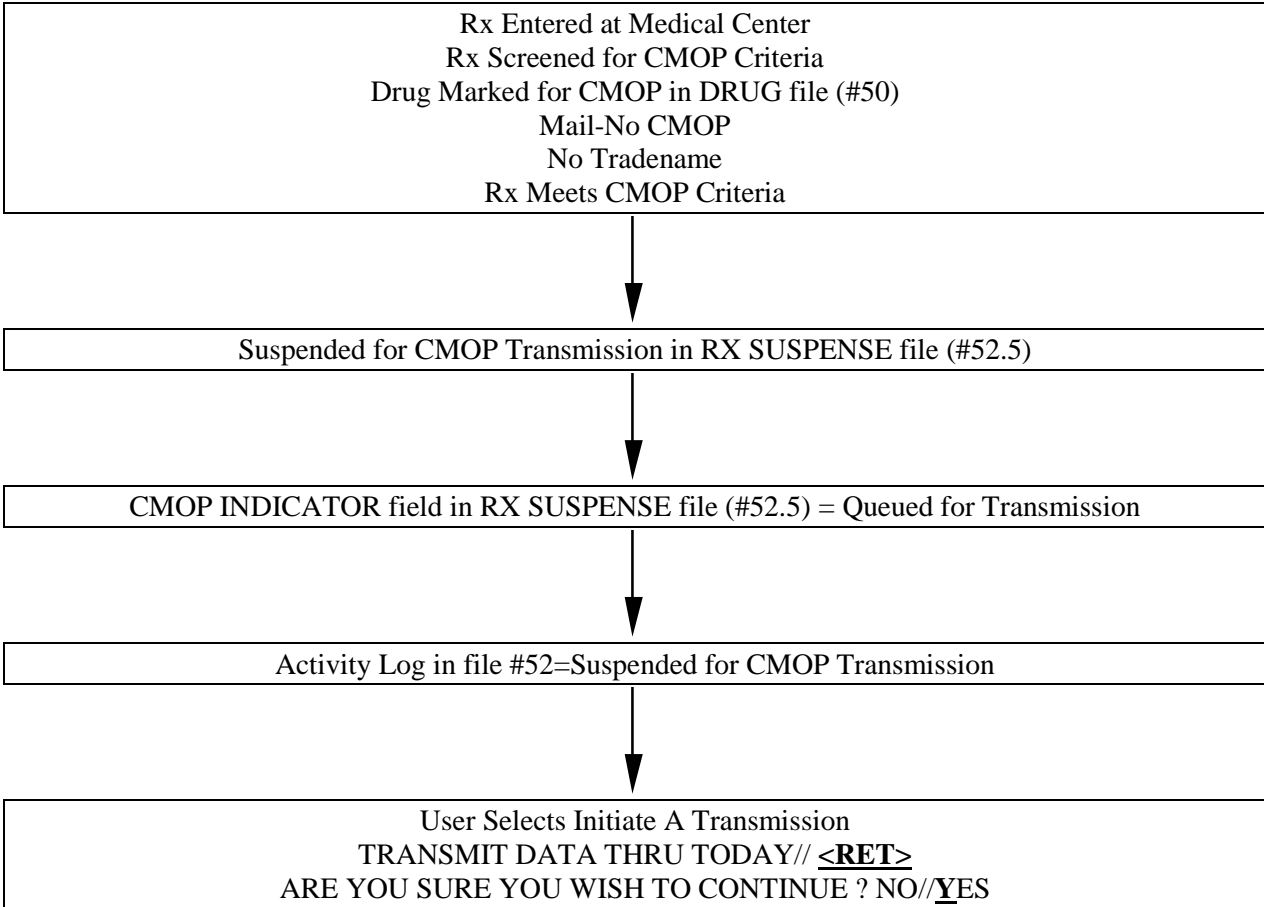 Rx Entered at Medical Center
Rx Screened for CMOP Criteria
Drug Marked for CMOP in DRUG file (#50)
Mail-No CMOP
No Tradename
Rx Meets CMOP Criteria
Suspended for CMOP Transmission in RX SUSPENSE file (#52.5)
CMOP INDICATOR field in RX SUSPENSE file (#52.5) = Queued for Transmission
Activity Log in file #52=Suspended for CMOP Transmission
User Selects Initiate A Transmission
TRANSMIT DATA THRU TODAY// <RET>
ARE YOU SURE YOU WISH TO CONTINUE ? NO//YES